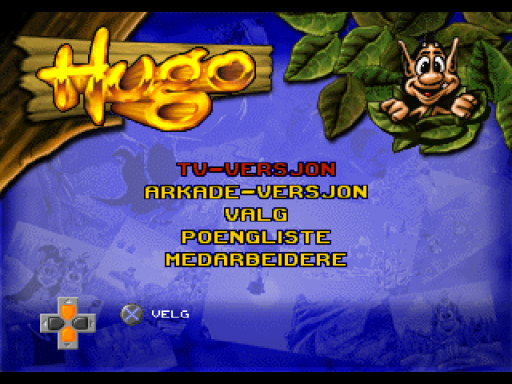 Hugo
TV-VERSJON
ARKADE-VERSJON
VALG
POENGLISTE
MEDARBEIDERE
VELG